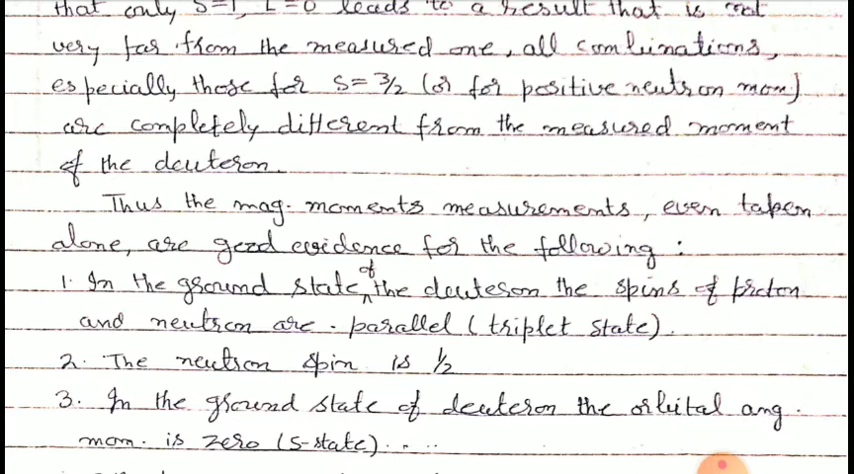 that only S=1, L=0 leads to a result that is not
very far from the measured one, all combinations,
especially those for S=3/2 (or for positive neutron mom)
are completely different from the measured moment
of the deuteron.
Thus the mag. moments measurements, even taken
alone, are good evidence for the following :
1. In the ground state of the deuteron the spins of proton
and neutron are parallel (triplet state).
2. The neutron spin is 1/2
3. In the ground state of deuteron the orbital ang.
mom. is zero (S-state)....